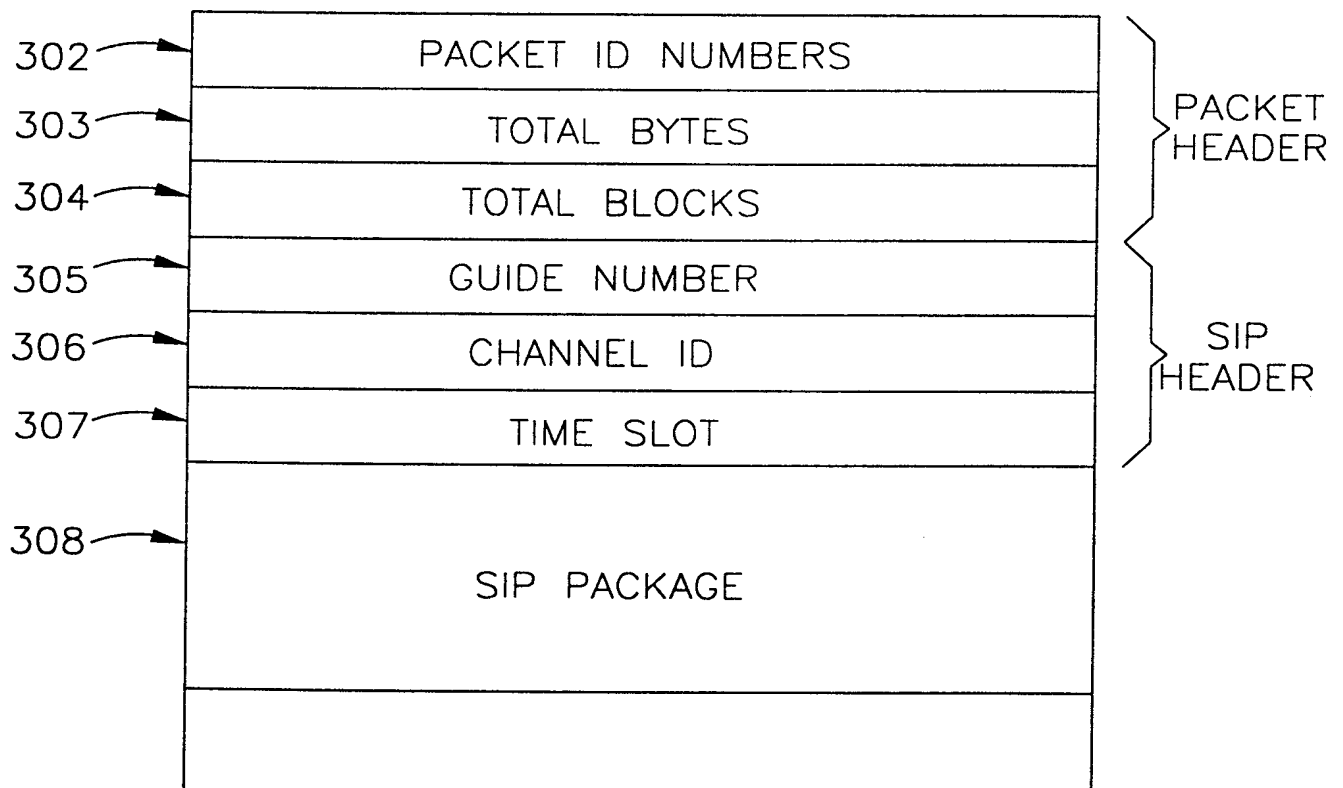 302 PACKET ID NUMBERS
303 TOTAL BYTES
304 TOTAL BLOCKS
PACKET
HEADER
305 GUIDE NUMBER
306 CHANNEL ID
307 TIME SLOT
SIP
HEADER
308 SIP PACKAGE